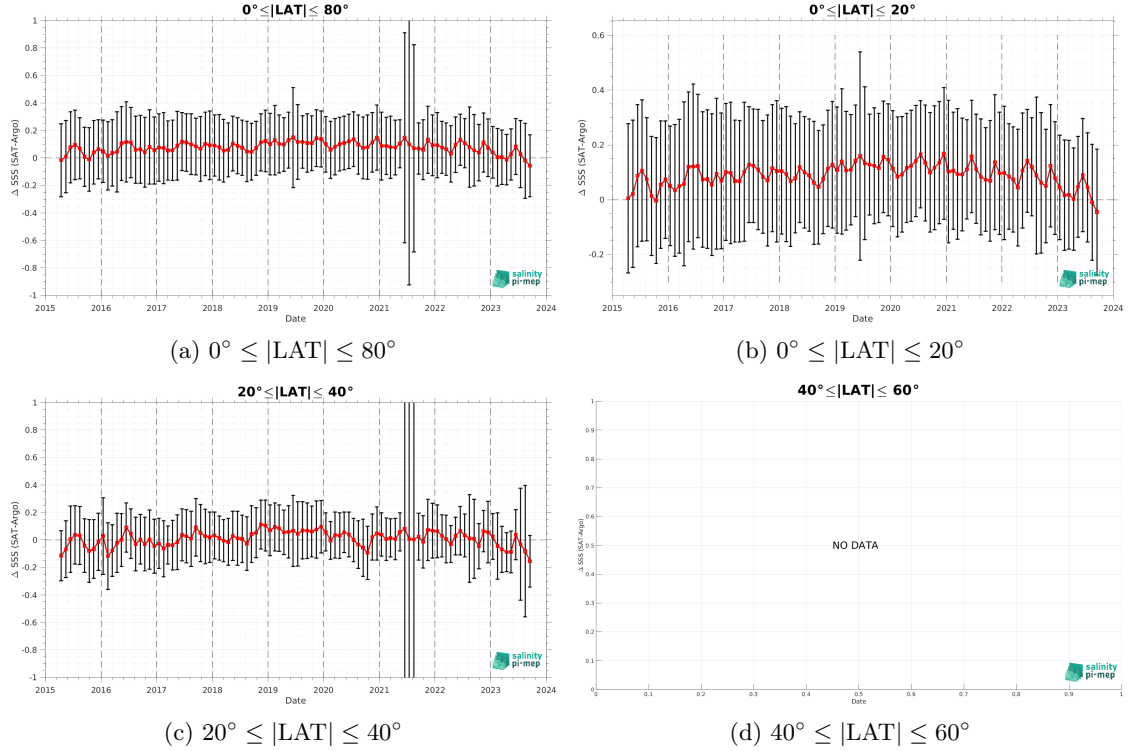 0°≤|LAT|≤ 80°
Δ SSS (SAT-Argo)
1
0.8
0.6
0.4
0.2
0
-0.2
-0.4
-0.6
-0.8
-1
2015 2016 2017 2018 2019 2020 2021 2022 2023 2024
Date
salinity
pi-mep
(a) 0° ≤ |LAT| ≤ 80°
0°≤|LAT|≤ 20°
Δ SSS (SAT-Argo)
0.6
0.4
0.2
0
-0.2
2015 2016 2017 2018 2019 2020 2021 2022 2023 2024
Date
salinity
pi-mep
(b) 0° ≤ |LAT| ≤ 20°
20°≤|LAT|≤ 40°
Δ SSS (SAT-Argo)
1
0.8
0.6
0.4
0.2
0
-0.2
-0.4
-0.6
-0.8
-1
2015 2016 2017 2018 2019 2020 2021 2022 2023 2024
Date
salinity
pi-mep
(c) 20° ≤ |LAT| ≤ 40°
40°≤|LAT|≤ 60°
Δ SSS (SAT-Argo)
1
0.9
0.8
0.7
0.6
0.5
0.4
0.3
0.2
0.1
0
NO DATA
0 0.1 0.2 0.3 0.4 0.5 0.6 0.7 0.8 0.9 1
Date
salinity
pi-mep
(d) 40° ≤ |LAT| ≤ 60°